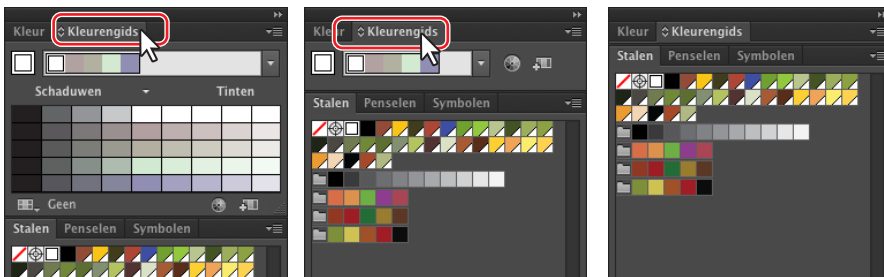 Kleur Kleurengids
Schaduwen Tinten
Geen
Stalen Penselen Symbolen
Kleur Kleurengids
Stalen Penselen Symbolen
Kleur Kleurengids
Stalen Penselen Symbolen